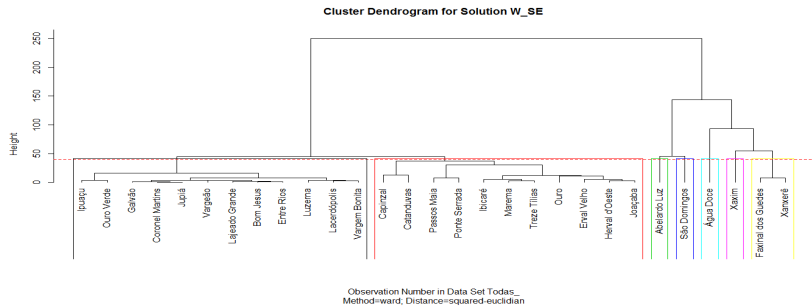 Cluster Dendrogram for Solution W_SE
Height
250
200
150
100
50
0
Ipuaçu
Ouro Verde
Galvão
Coronel Martins
Jupiá
Vargeão
Lajeado Grande
Bom Jesus
Entre Rios
Luzerna
Lacerdópolis
Vargem Bonita
Capinzal
Catanduvas
Passos Maia
Ponte Serrada
Ibicaré
Marema
Treze Tílias
Ouro
Erval Velho
Herval d'Oeste
Joaçaba
Abelardo Luz
São Domingos
Água Doce
Xaxim
Faxinal dos Guedes
Xanxerê
Observation Number in Data Set Todas_
Method=ward; Distance=squared-euclidian